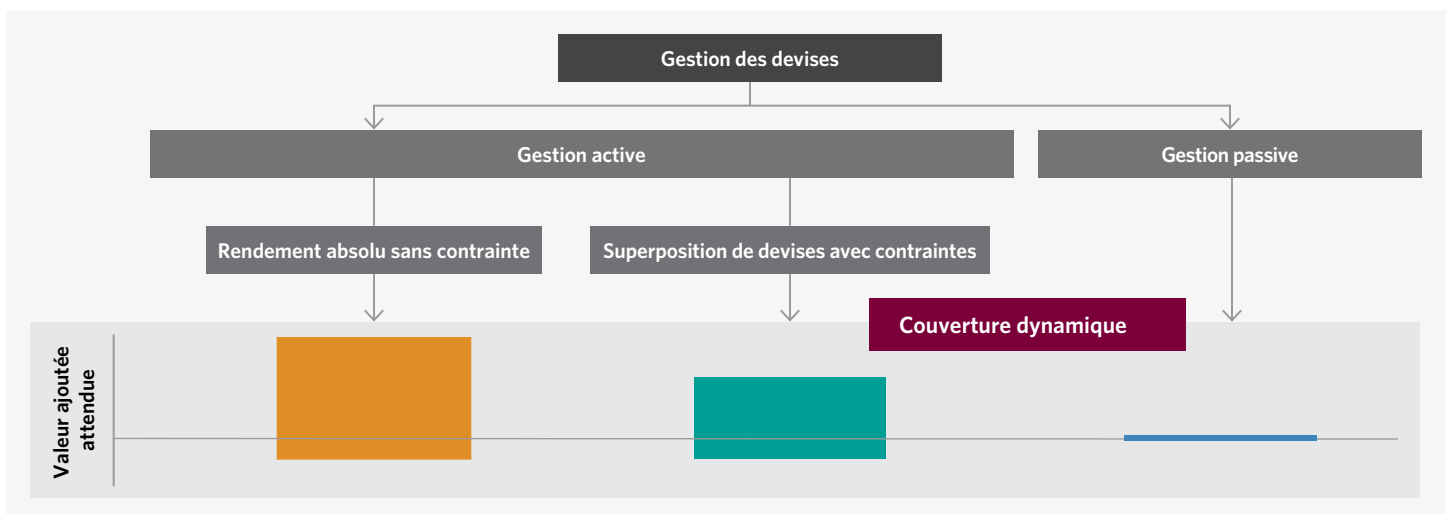 Gestion des devises
Gestion active
Gestion passive
Rendement absolu sans contrainte
Superposition de devises avec contraintes
Couverture dynamique
Valeur ajoutée
attendue